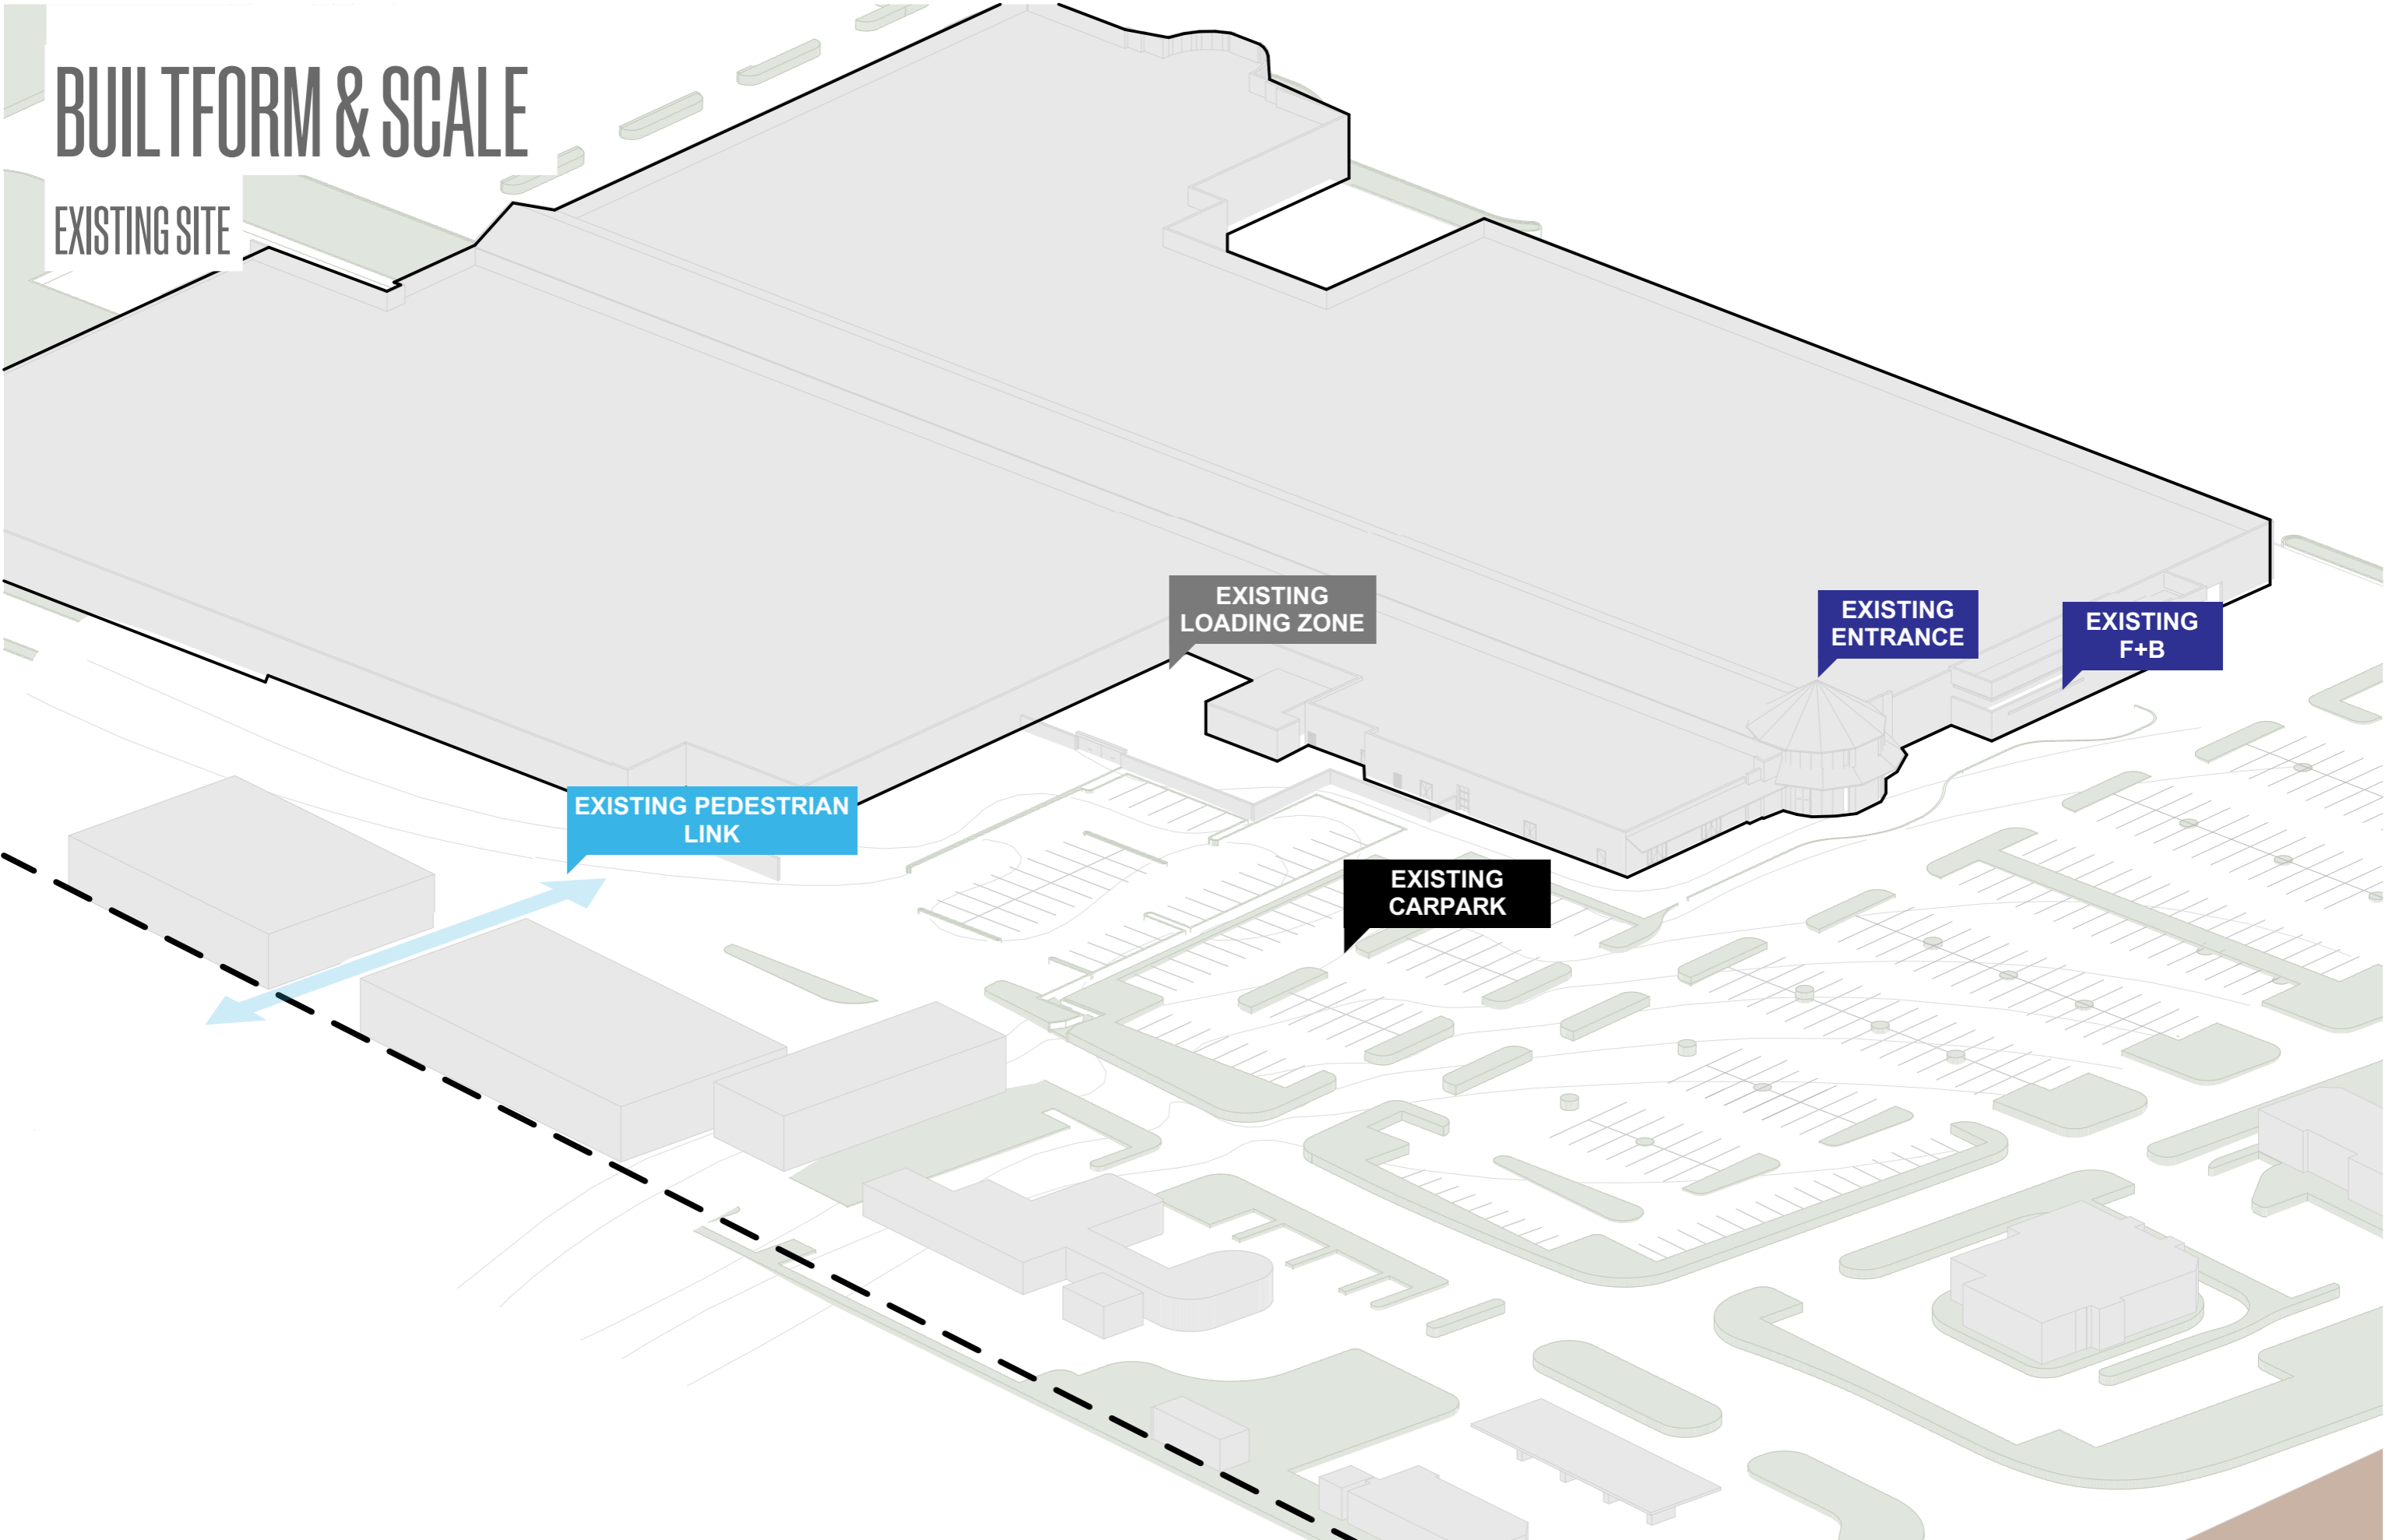 BUILTFORM & SCALE
EXISTING SITE
EXISTING
LOADING ZONE
EXISTING
ENTRANCE
EXISTING
F+B
EXISTING PEDESTRIAN
LINK
EXISTING
CARPARK